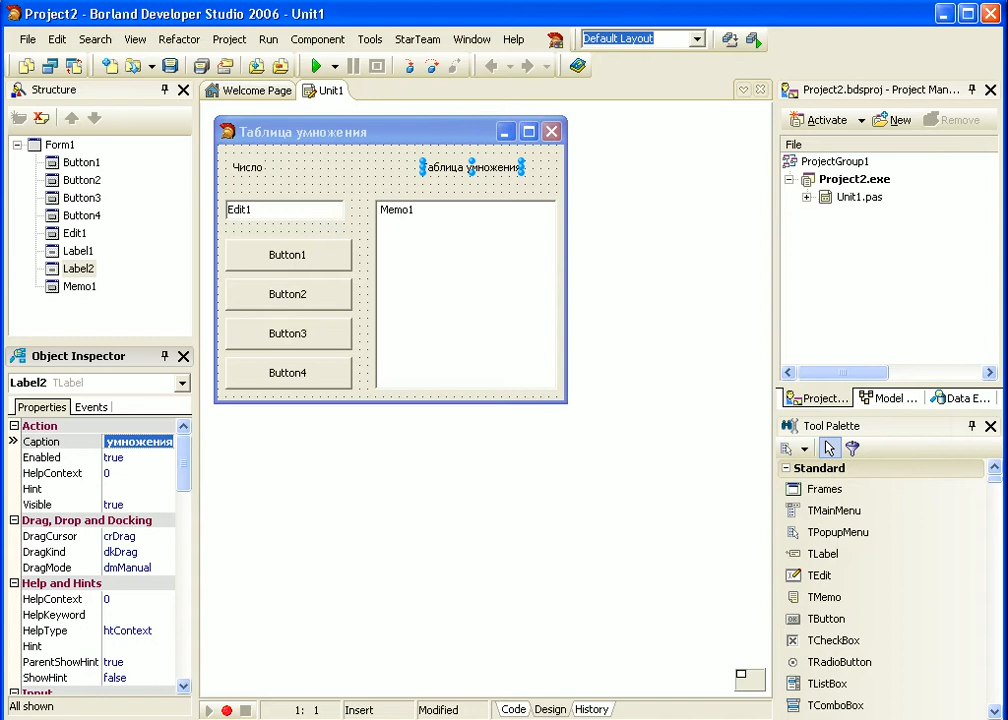 Project2 - Borland Developer Studio 2006 - Unit1
File Edit Search View Refactor Project Run Component Tools StarTeam Window Help Default Layout
Structure
Form1
Button1
Button2
Button3
Button4
Edit1
Label1
Label2
Memo1
Object Inspector
Label2 TLabel
Properties Events
Action
Caption умножения
Enabled true
HelpContext 0
Hint
Visible true
Drag, Drop and Docking
DragCursor crDrag
DragKind dkDrag
DragMode dmManual
Help and Hints
HelpContext 0
HelpKeyword
HelpType htContext
Hint
ParentShowHint true
ShowHint false
Input
All shown
Welcome Page Unit1
Таблица умножения
Число Таблица умножения
Edit1 Memo1
Button1
Button2
Button3
Button4
1: 1 Insert Modified Code Design History
Project2.bdsproj - Project Man...
Activate New Remove
File
ProjectGroup1
Project2.exe
Unit1.pas
Project... Model ... Data E...
Tool Palette
Standard
Frames
TMainMenu
TPopupMenu
TLabel
TEdit
TMemo
TButton
TCheckBox
TRadioButton
TListBox
TComboBox